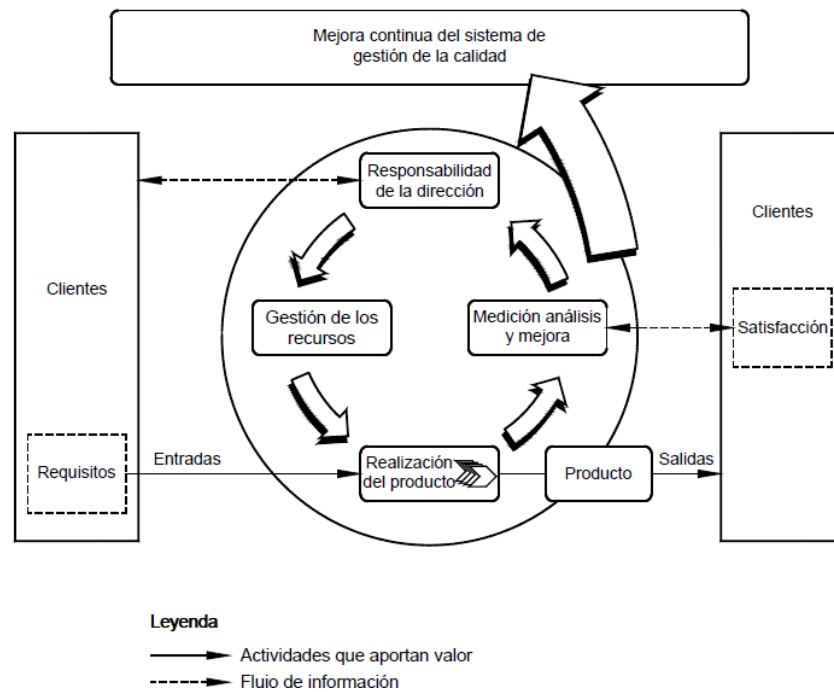 Mejora continua del sistema de
gestión de la calidad
Responsabilidad
de la dirección
Clientes
Clientes
Gestión de los
recursos
Medición análisis
y mejora
Satisfacción
Requisitos
Entradas
Realización
del producto
Producto
Salidas
Leyenda
Actividades que aportan valor
Flujo de información